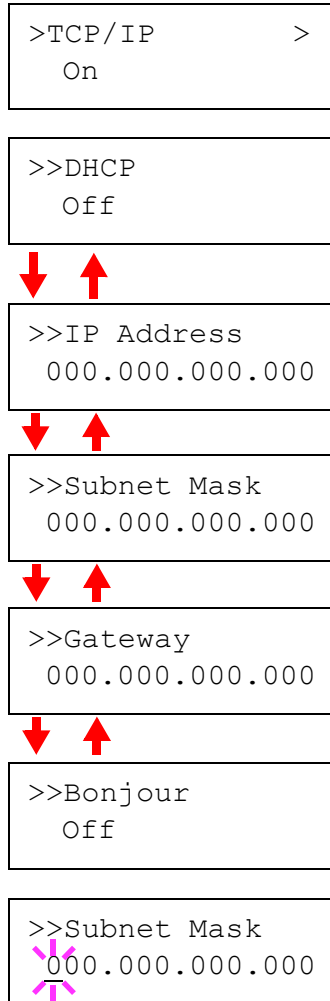 >TCP/IP >
On
>>DHCP
Off
>>IP Address
000.000.000.000
>>Subnet Mask
000.000.000.000
>>Gateway
000.000.000.000
>>Bonjour
Off
>>Subnet Mask
000.000.000.000